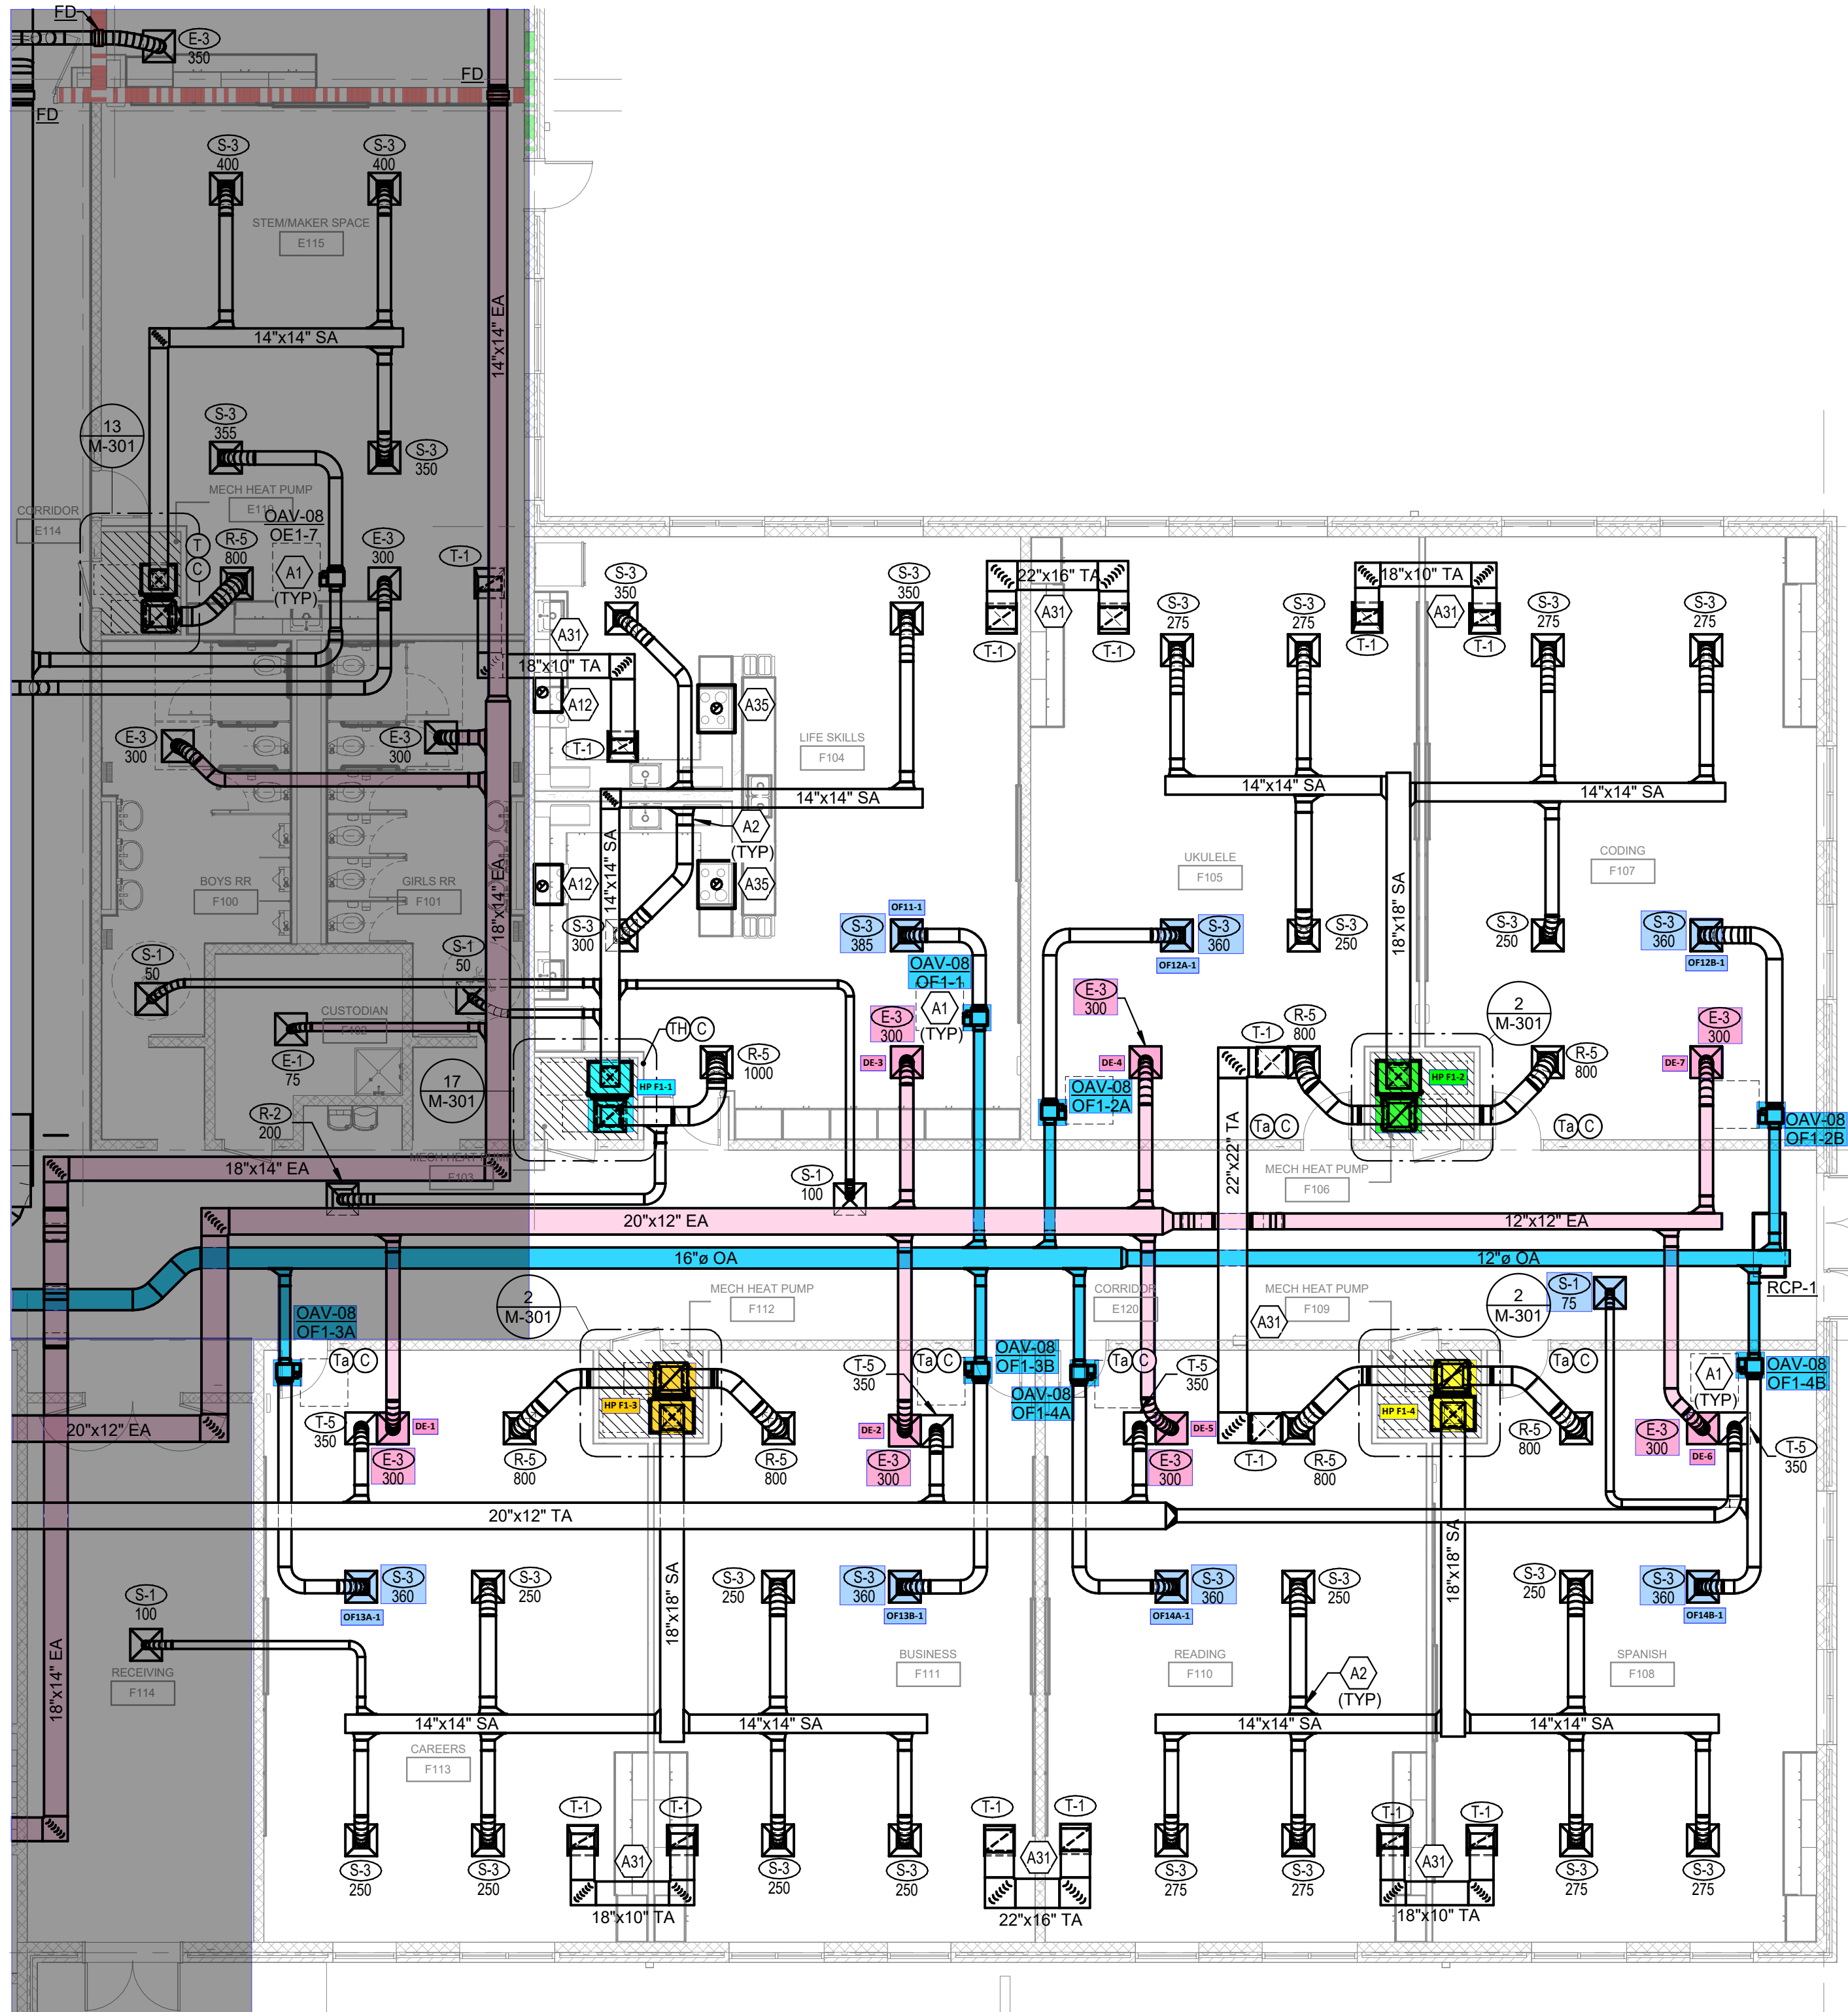 FD
E-3
350
FD
FD
S-3
400
S-3
400
STEM/MAKER SPACE
E115
14"x14" EA
14"x14" SA
13
M-301
S-3
355
S-3
350
MECH HEAT PUMP
CORRIDOR
E114
OAV-08
OE1-7
T
C
R-5
800
A1
(TYP)
E-3
300
T-1
S-3
350
S-3
350
22"x16" TA
A31
T-1
T-1
S-3
275
S-3
275
18"x10" TA
A31
T-1
T-1
S-3
275
S-3
275
A31
18"x10" TA
A12
A35
T-1
LIFE SKILLS
F104
E-3
300
E-3
300
14"x14" SA
14"x14" SA
14"x14" SA
A2
(TYP)
14"x14" SA
A12
A35
UKULELE
F105
CODING
F107
BOYS RR
F100
GIRLS RR
F101
18"x14" EA
18"x18" SA
S-3
300
OF11-1
S-3
385
S-3
360
OF12A-1
S-3
250
S-3
250
S-3
360
OF12B-1
S-1
50
S-1
50
OAV-08
OF1-1
A1
(TYP)
E-3
300
CUSTODIAN
F102
E-1
75
TH
C
R-5
1000
HP F1-1
17
M-301
E-3
300
DE-3
DE-4
T-1
R-5
800
2
M-301
HP F1-2
R-5
800
E-3
300
DE-7
OAV-08
OF1-2A
OAV-08
OF1-2B
Ta
C
Ta
C
R-2
200
MECH HEAT PUMP
F103
18"x14" EA
S-1
100
22"x22" TA
MECH HEAT PUMP
F106
20"x12" EA
12"x12" EA
16"ø OA
12"ø OA
RCP-1
OAV-08
OF1-3A
2
M-301
MECH HEAT PUMP
F112
CORRIDOR
E120
MECH HEAT PUMP
F109
A31
2
M-301
S-1
75
Ta
C
Ta
C
OAV-08
OF1-3B
OAV-08
OF1-4A
Ta
C
Ta
C
A1
(TYP)
OAV-08
OF1-4B
T-5
350
T-5
350
T-5
350
DE-1
E-3
300
R-5
800
HP F1-3
R-5
800
DE-2
E-3
300
DE-5
E-3
300
T-1
R-5
800
HP F1-4
R-5
800
E-3
300
DE-6
T-5
350
20"x12" EA
20"x12" TA
S-1
100
S-3
360
OF13A-1
S-3
250
18"x18" SA
S-3
250
S-3
360
OF13B-1
S-3
360
OF14A-1
S-3
250
18"x18" SA
S-3
250
S-3
360
OF14B-1
RECEIVING
F114
18"x14" EA
BUSINESS
F111
READING
F110
A2
(TYP)
SPANISH
F108
14"x14" SA
14"x14" SA
14"x14" SA
14"x14" SA
CAREERS
F113
T-1
T-1
T-1
T-1
T-1
T-1
S-3
250
S-3
250
A31
18"x10" TA
S-3
250
S-3
250
A31
22"x16" TA
S-3
275
S-3
275
A31
18"x10" TA
S-3
275
S-3
275